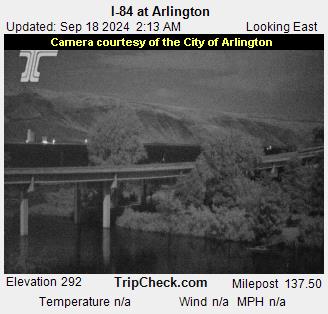 I-84 at Arlington
Updated: Sep 18 2024 2:13 AM Looking East
Camera courtesy of the City of Arlington
Elevation 292 TripCheck.com Milepost 137.50
Temperature n/a Wind n/a MPH n/a